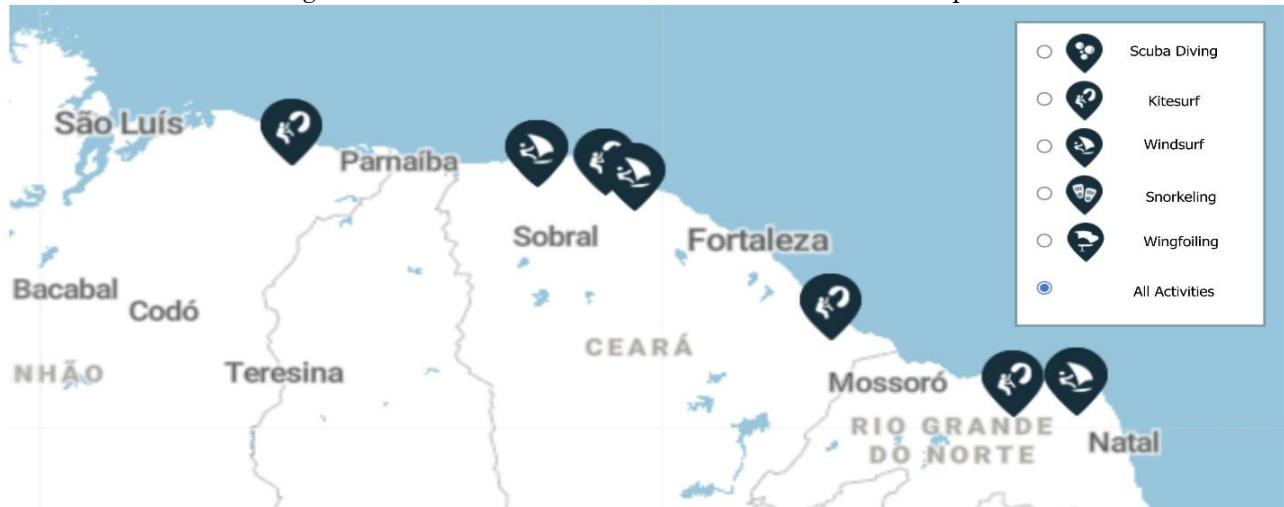 São Luís
Parnaíba
Sobral
Fortaleza
Bacabal
Codó
CEARÁ
NHÃO
Teresina
Mossoró
RIO GRANDE
DO NORTE
Natal
Scuba Diving
Kitesurf
Windsurf
Snorkeling
Wingfoiling
All Activities